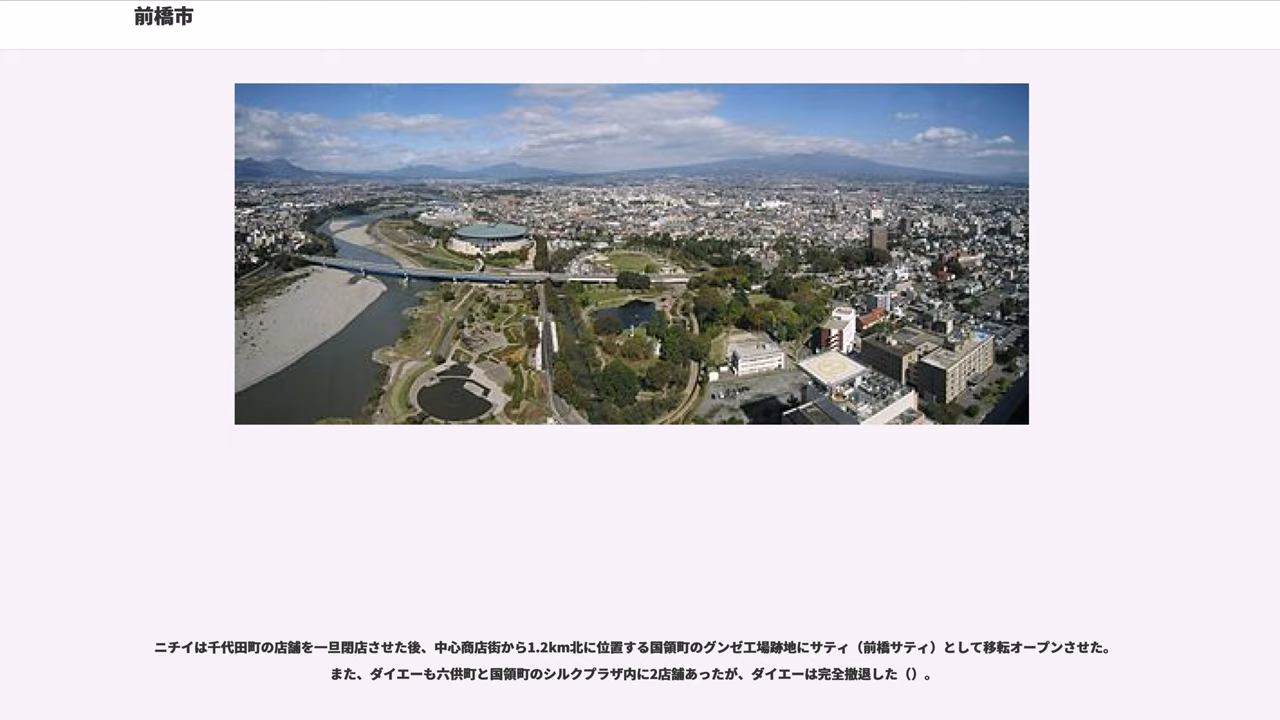 前橋市
ニチイは千代田町の店舗を一旦閉店させた後、中心商店街から1.2km北に位置する国領町のグンゼ工場跡地にサティ（前橋サティ）として移転オープンさせた。
また、ダイエーも六供町と国領町のシルクプラザ内に2店舗あったが、ダイエーは完全撤退した（）。